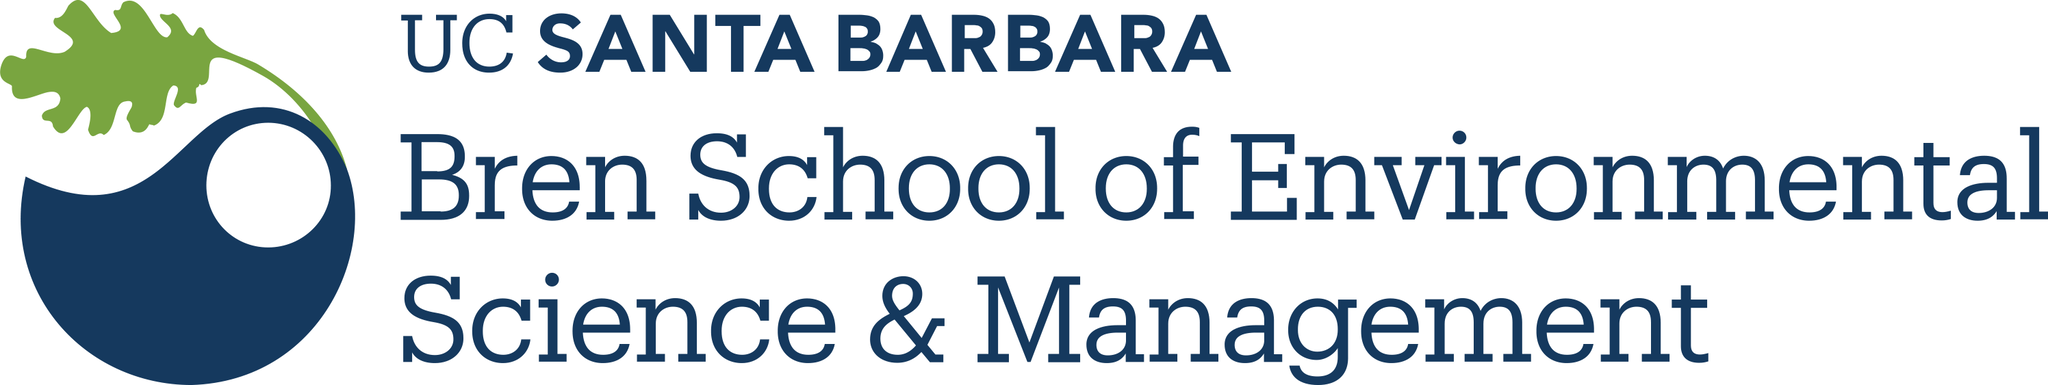 UC SANTA BARBARA
Bren School of Environmental
Science & Management